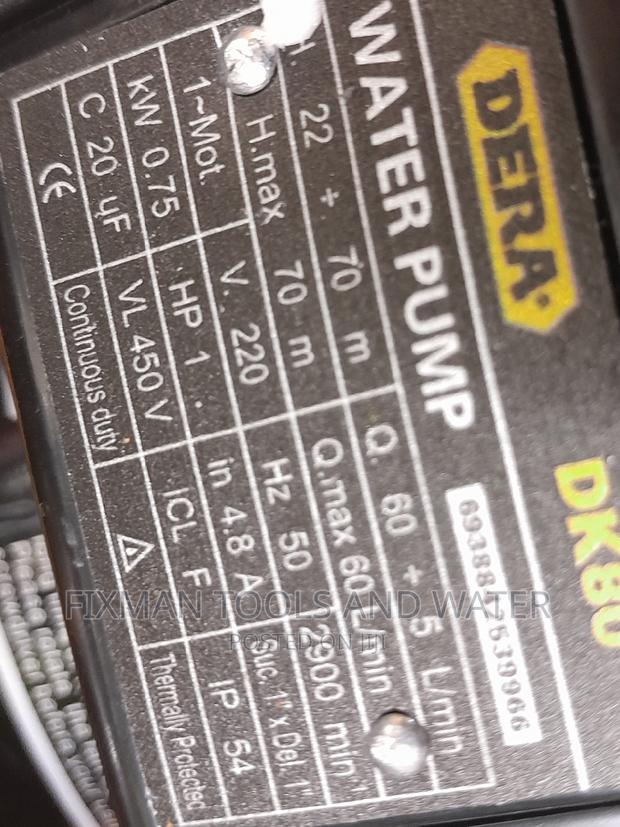 DERA
DK80
WATER PUMP
H. 22 ÷ 70 m Q. 60 ÷ 5 L/min
H.max 70 m Q.max 60 L/min
1~Mot. V. 220 Hz 50 2900 min⁻¹
kW 0.75 HP 1 in 4.8 A Suc. 1" x Del. 1"
C 20 uF VL 450 V ICL F IP 54
CE Continuous duty Thermally Protected
FIXMAN TOOLS AND WATER
POSTED ON JIJI